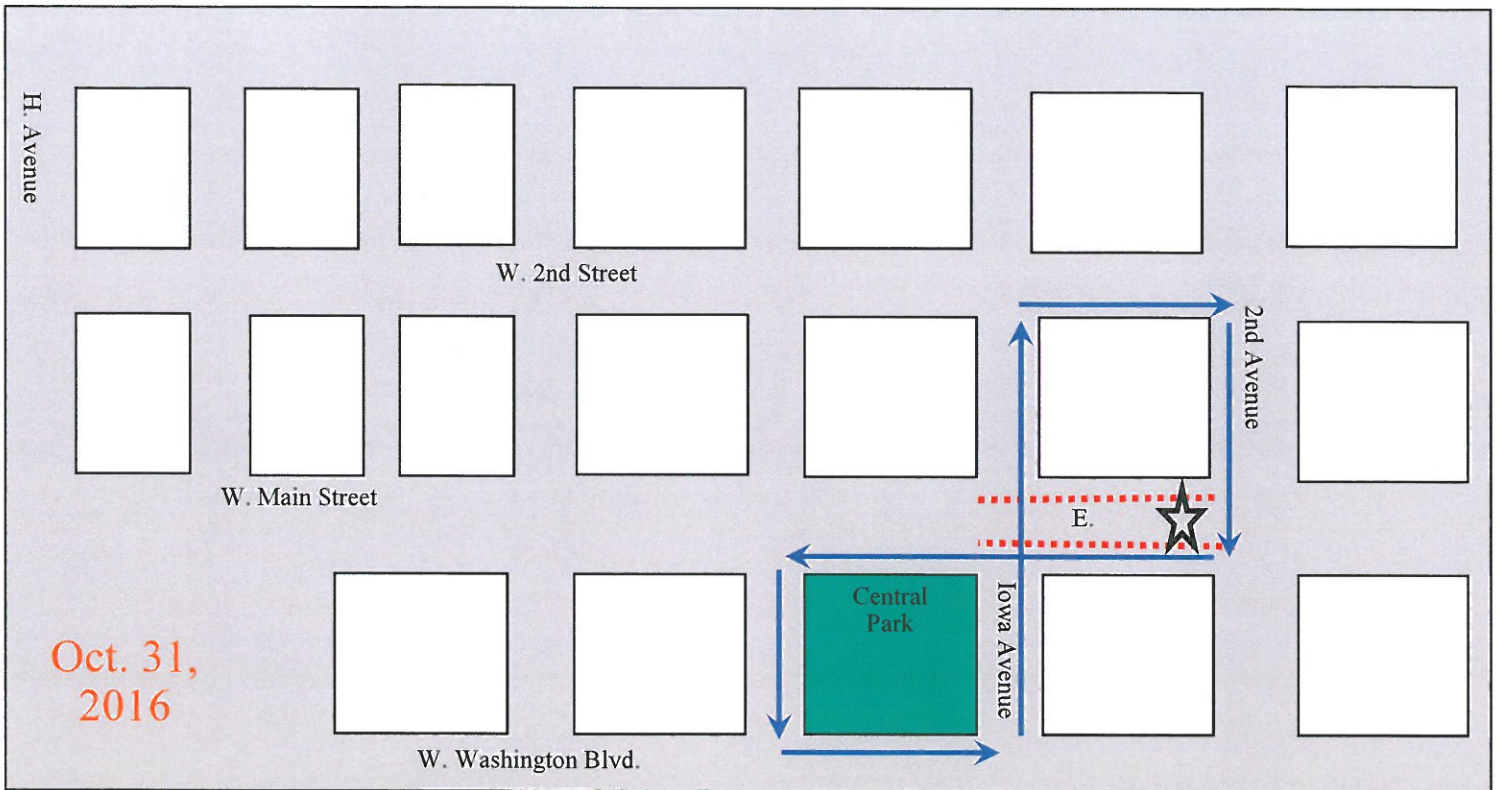 H. Avenue
W. 2nd Street
2nd Avenue
W. Main Street
E.
Central
Park
Iowa Avenue
Oct. 31,
2016
W. Washington Blvd.